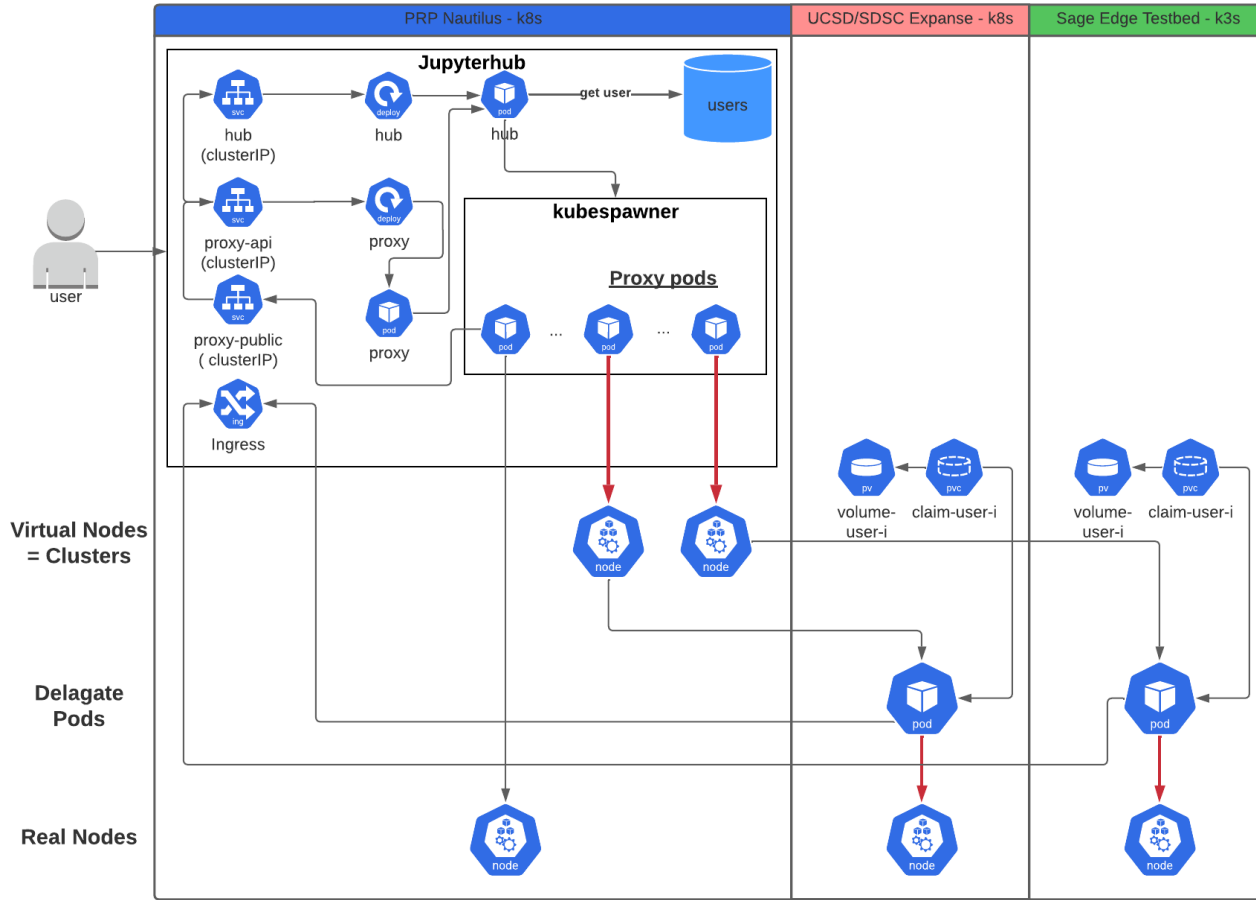 PRP Nautilus - k8s
UCSD/SDSC Expanse - k8s
Sage Edge Testbed - k3s
Jupyterhub
svc
deploy
pod
get user
users
hub
(clusterIP)
hub
hub
svc
deploy
kubespawner
proxy-api
(clusterIP)
proxy
user
Proxy pods
svc
pod
pod
...
pod
...
pod
proxy-public
( clusterIP)
proxy
ing
Ingress
pv
pvc
pv
pvc
volume-
user-i
claim-user-i
volume-
user-i
claim-user-i
Virtual Nodes
= Clusters
node
node
Delagate
Pods
pod
pod
Real Nodes
node
node
node